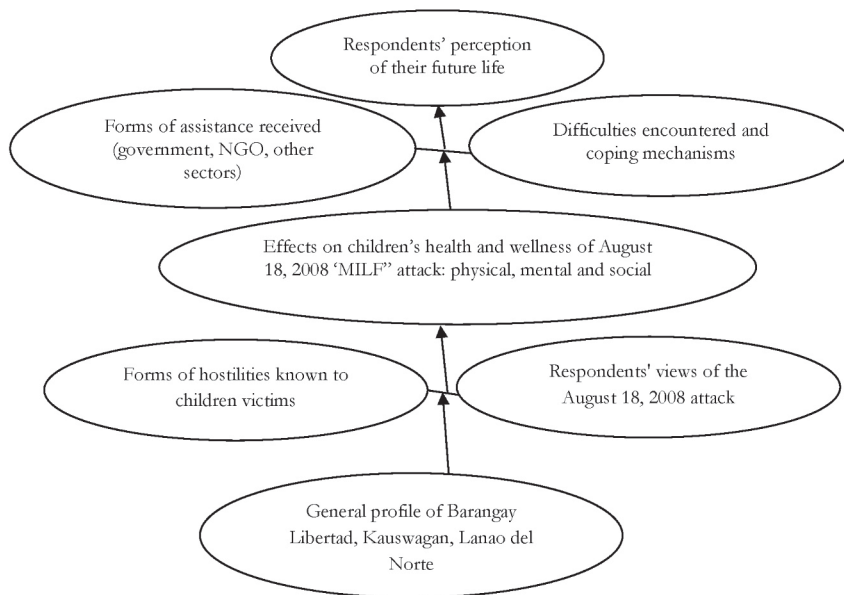 Respondents’ perception
of their future life
Forms of assistance received
(government, NGO, other
sectors)
Difficulties encountered and
coping mechanisms
Effects on children’s health and wellness of August
18, 2008 ‘MILF” attack: physical, mental and social
Forms of hostilities known to
children victims
Respondents' views of the
August 18, 2008 attack
General profile of Barangay
Libertad, Kauswagan, Lanao del
Norte